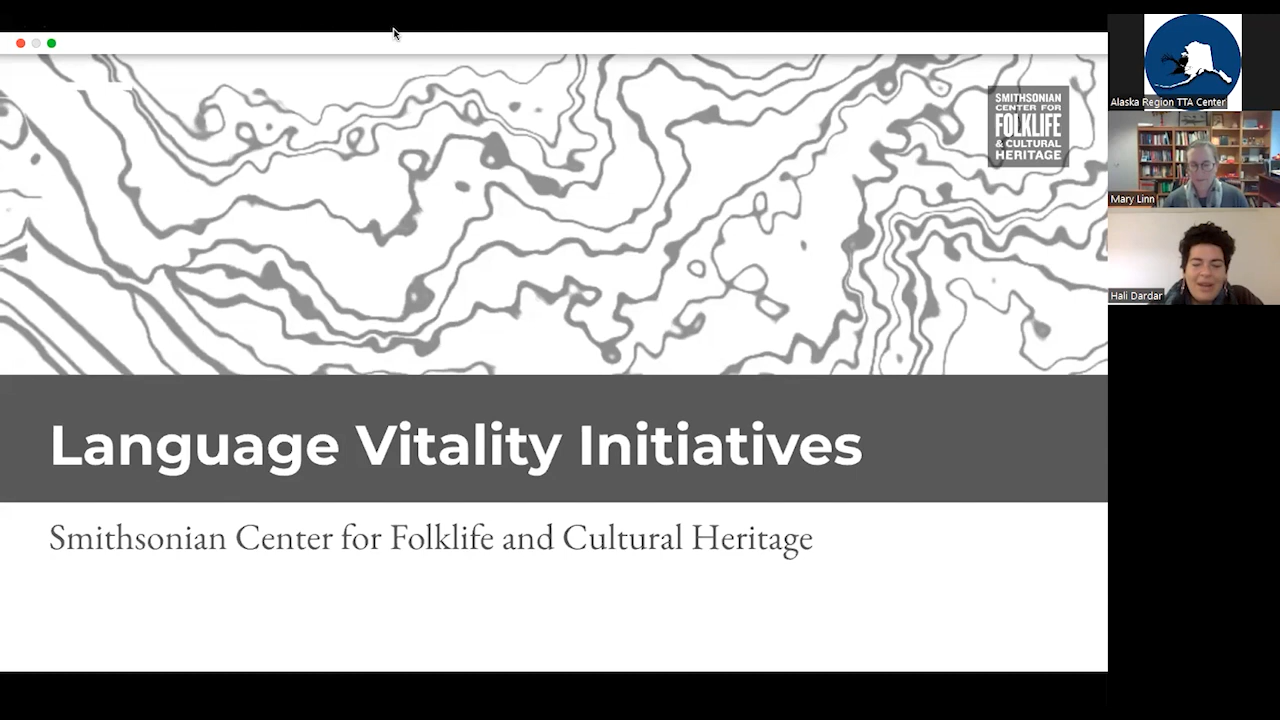 SMITHSONIAN
CENTER FOR
FOLKLIFE
& CULTURAL
HERITAGE
Language Vitality Initiatives
Smithsonian Center for Folklife and Cultural Heritage
Alaska Region TTA Center
Mary Linn
Hali Dardar